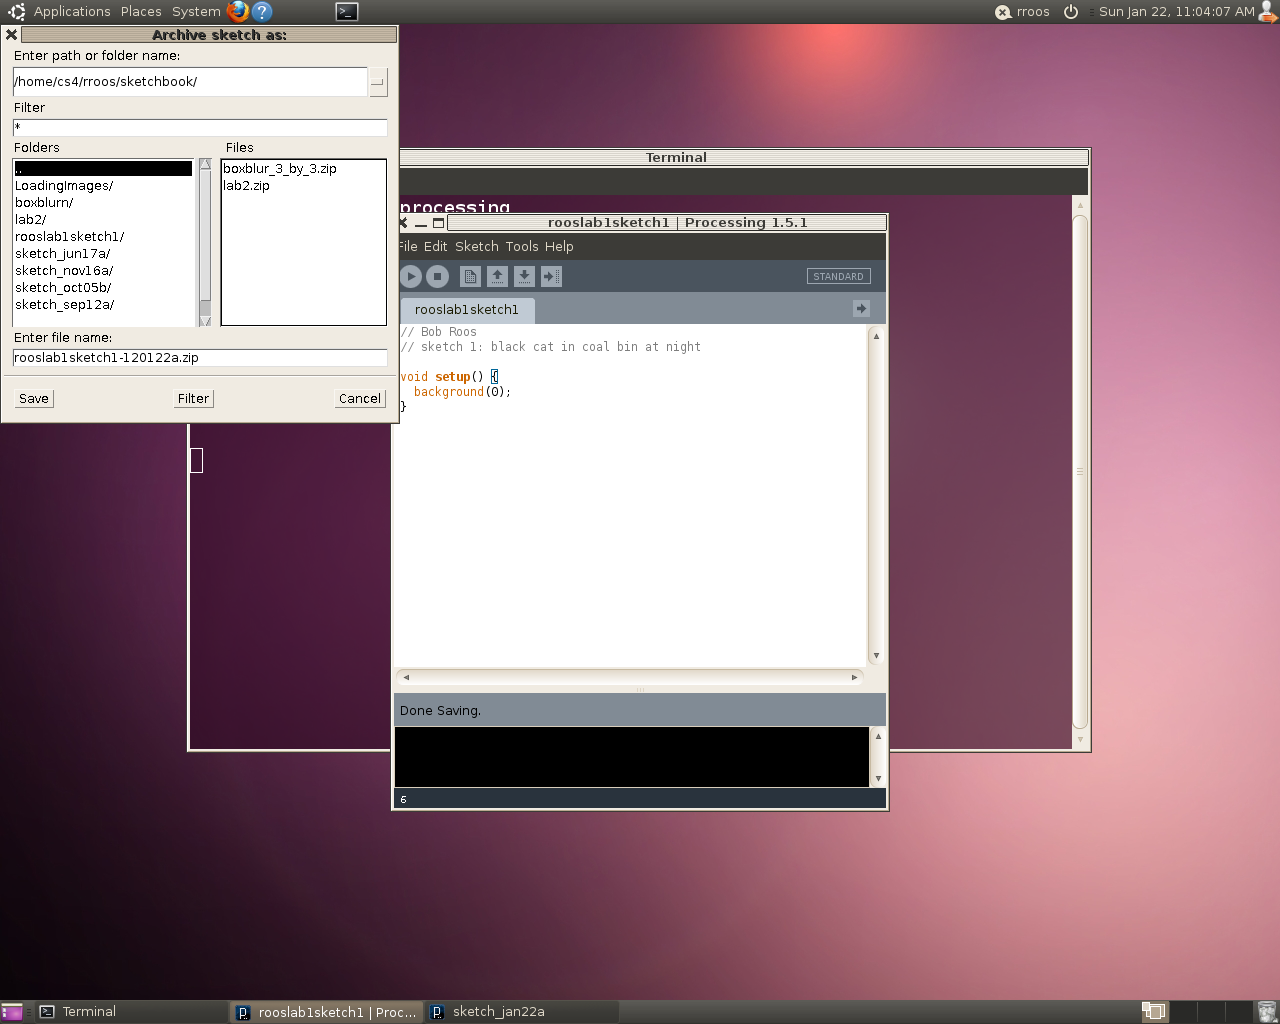 Applications Places System
rroos Sun Jan 22, 11:04:07 AM
Archive sketch as:
Enter path or folder name:
/home/cs4/rroos/sketchbook/
Filter
*
Folders Files
..
LoadingImages/
boxblurn/
lab2/
rooslab1sketch1/
sketch_jun17a/
sketch_nov16a/
sketch_oct05b/
sketch_sep12a/
boxblur_3_by_3.zip
lab2.zip
Enter file name:
rooslab1sketch1-120122a.zip
Save Filter Cancel
Terminal
processing
rooslab1sketch1 | Processing 1.5.1
File Edit Sketch Tools Help
STANDARD
rooslab1sketch1
// Bob Roos
// sketch 1: black cat in coal bin at night
void setup() {
background(0);
}
Done Saving.
6
Terminal rooslab1sketch1 | Proc... sketch_jan22a